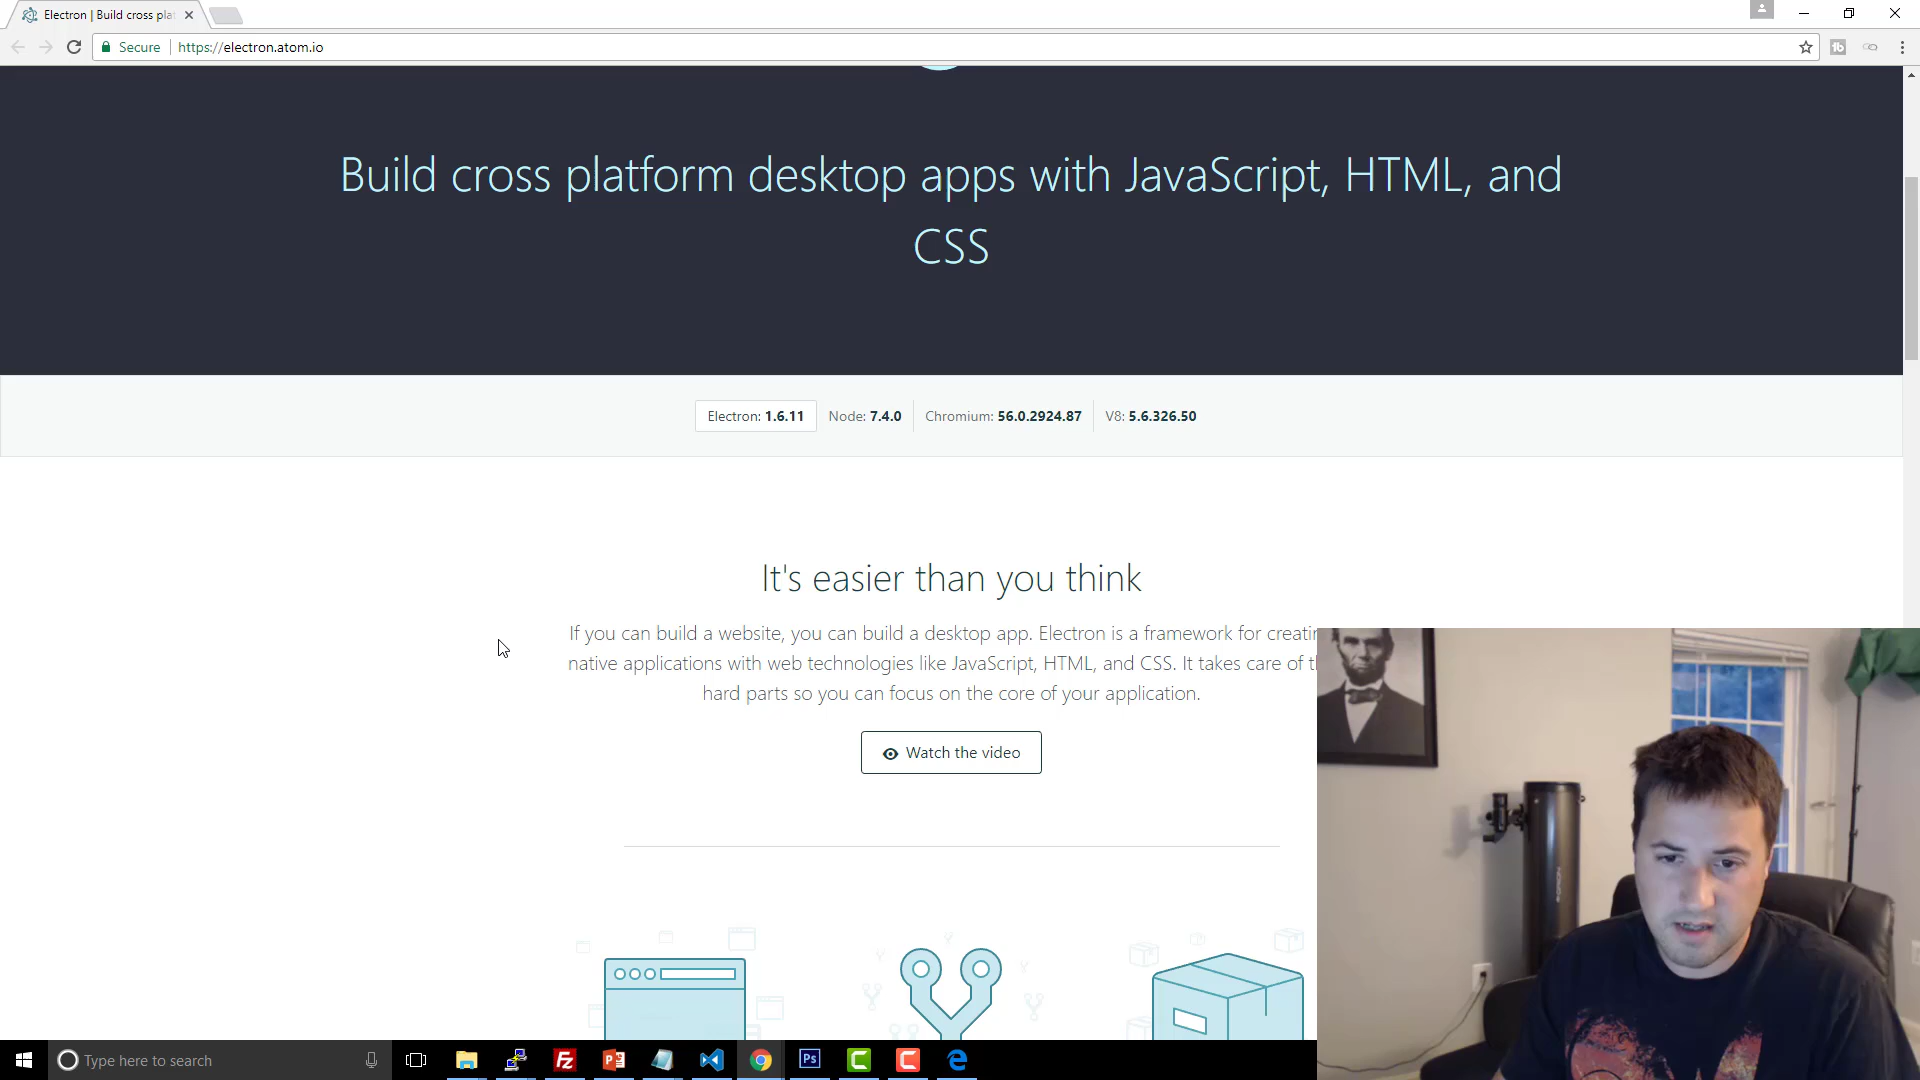 Electron | Build cross pla
Secure
https://electron.atom.io
Build cross platform desktop apps with JavaScript, HTML, and
CSS
Electron: 1.6.11
Node: 7.4.0
Chromium: 56.0.2924.87
V8: 5.6.326.50
It's easier than you think
If you can build a website, you can build a desktop app. Electron is a framework for creatin
native applications with web technologies like JavaScript, HTML, and CSS. It takes care of t
hard parts so you can focus on the core of your application.
Watch the video
Type here to search
Fz
Ps
C
C